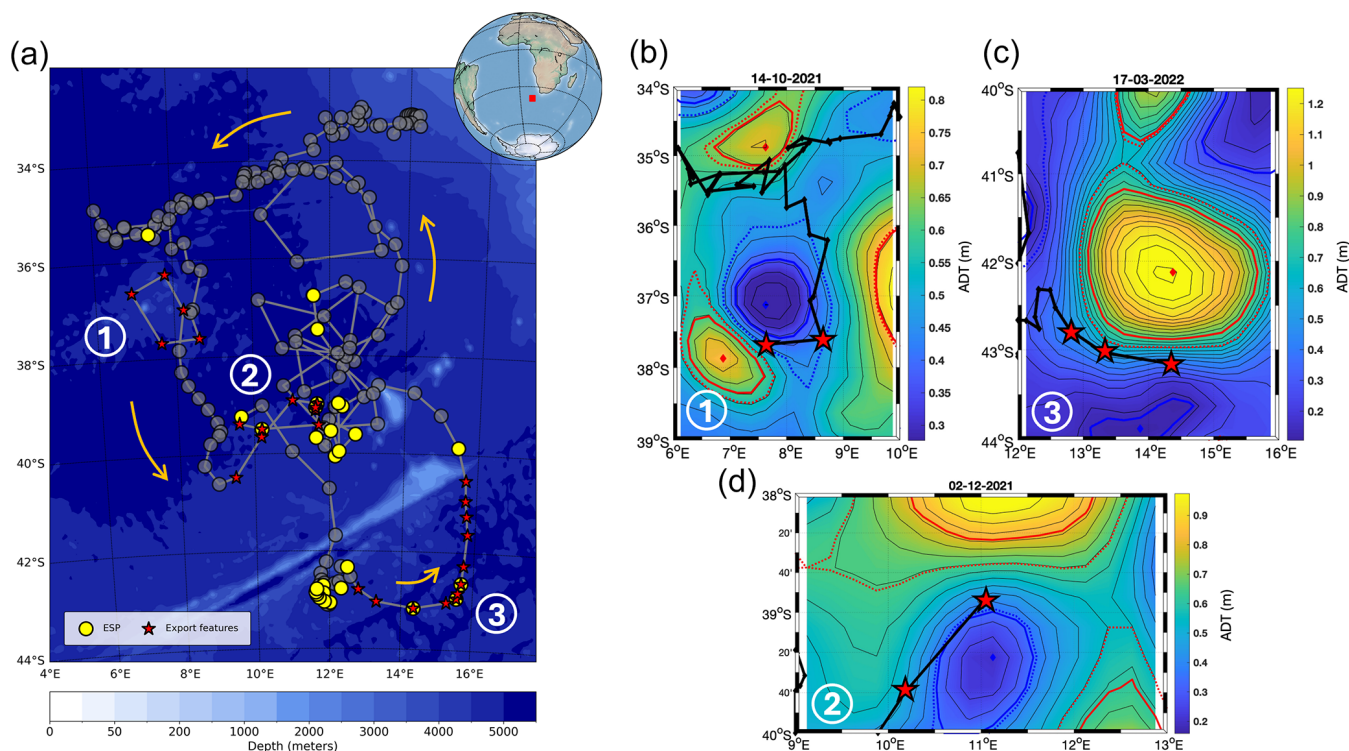 (a)
34°S
36°S
38°S
40°S
42°S
44°S
4°E
6°E
8°E
10°E
12°E
14°E
16°E
1
2
3
ESP
Export features
0
50
200
1000
2000
3000
4000
5000
Depth (meters)
(b)
14-10-2021
34°S
35°S
36°S
37°S
38°S
39°S
6°E
7°E
8°E
9°E
10°E
1
0.8
0.75
0.7
0.65
0.6
0.55
0.5
0.45
0.4
0.35
0.3
ADT (m)
(c)
17-03-2022
40°S
41°S
42°S
43°S
44°S
12°E
13°E
14°E
15°E
16°E
3
1.2
1.1
1
0.9
0.8
0.7
0.6
0.5
0.4
0.3
0.2
ADT (m)
(d)
02-12-2021
38°S
20'
40'
39°S
20'
40'
40°S
9°E
10°E
11°E
12°E
13°E
2
0.9
0.8
0.7
0.6
0.5
0.4
0.3
0.2
ADT (m)